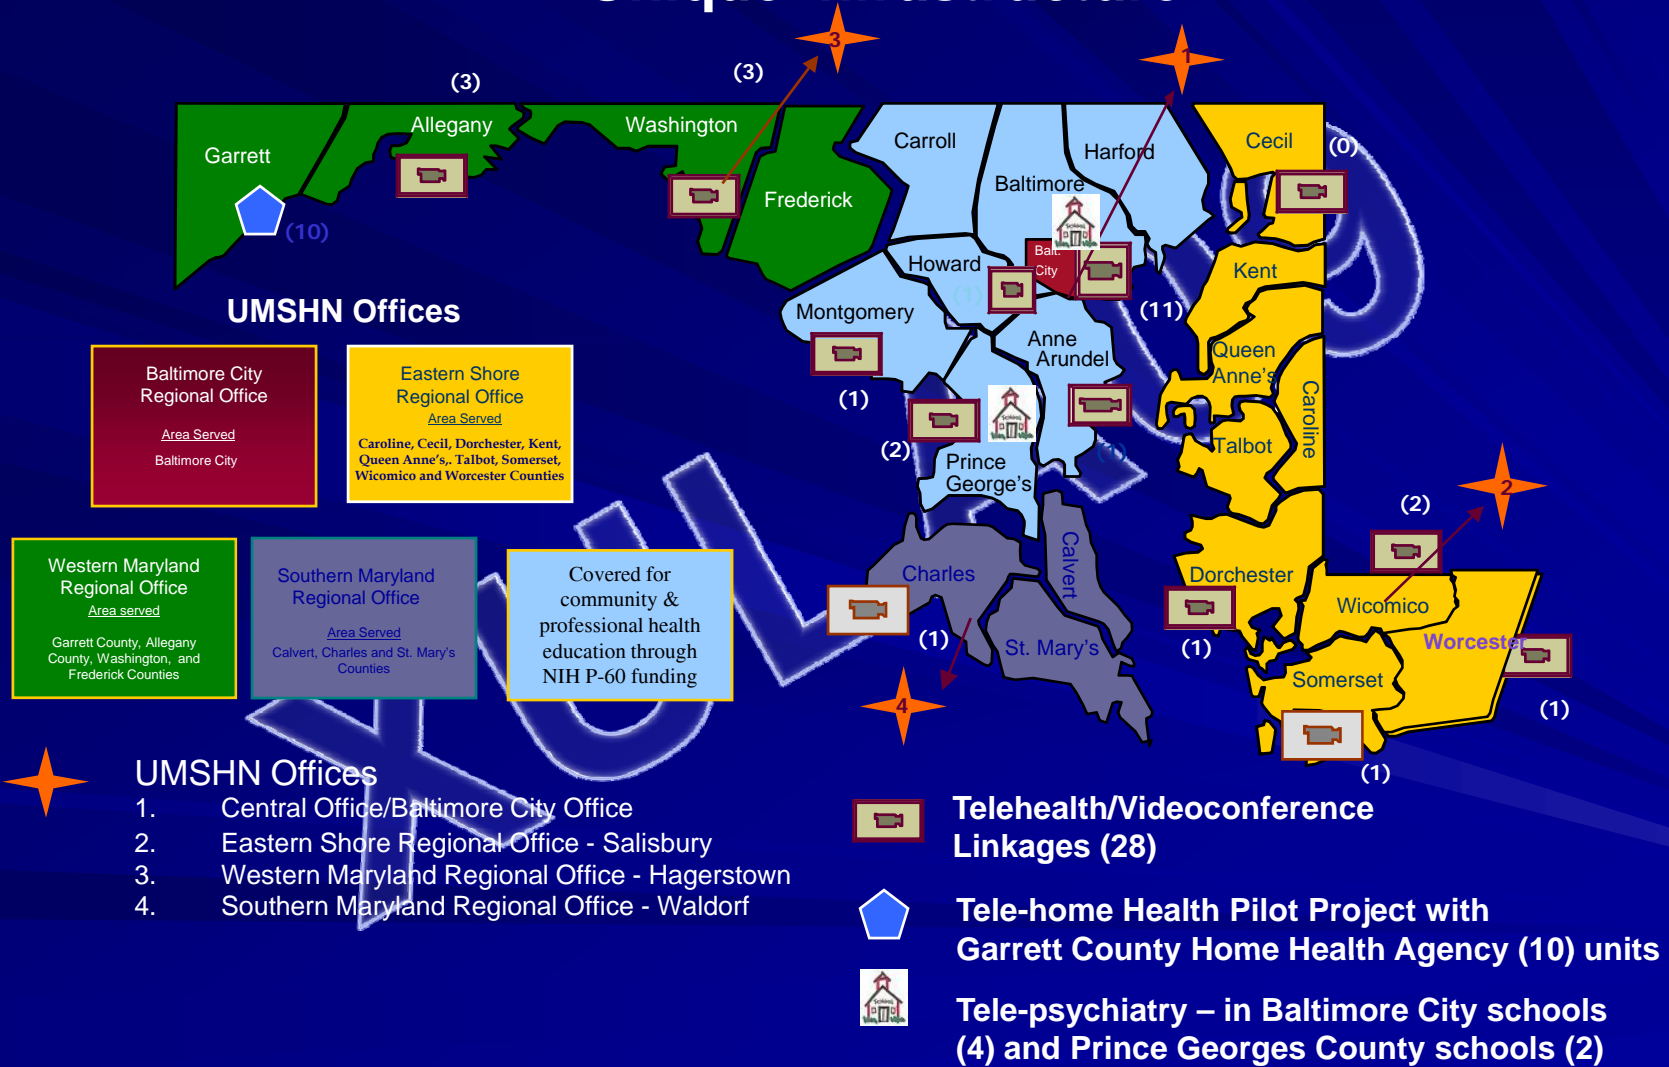 (3)
(3)
3
1
Garrett
Allegany
Washington
Frederick
Carroll
Baltimore
Harford
Cecil
(0)
(10)
Howard
(1)
Balt.
City
(11)
Kent
Montgomery
(1)
Anne
Arundel
(1)
Queen
Anne's
Caroline
Talbot
(2)
Prince
George's
Charles
(1)
Calvert
St. Mary's
4
Dorchester
(1)
(2)
2
Wicomico
Worcester
(1)
Somerset
(1)
UMSHN Offices
Baltimore City
Regional Office
Area Served
Baltimore City
Eastern Shore
Regional Office
Area Served
Caroline, Cecil, Dorchester, Kent,
Queen Anne's,. Talbot, Somerset,
Wicomico and Worcester Counties
Western Maryland
Regional Office
Area served
Garrett County, Allegany
County, Washington, and
Frederick Counties
Southern Maryland
Regional Office
Area Served
Calvert, Charles and St. Mary's
Counties
Covered for
community &
professional health
education through
NIH P-60 funding
UMSHN Offices
1. Central Office/Baltimore City Office
2. Eastern Shore Regional Office - Salisbury
3. Western Maryland Regional Office - Hagerstown
4. Southern Maryland Regional Office - Waldorf
Telehealth/Videoconference
Linkages (28)
Tele-home Health Pilot Project with
Garrett County Home Health Agency (10) units
Tele-psychiatry – in Baltimore City schools
(4) and Prince Georges County schools (2)